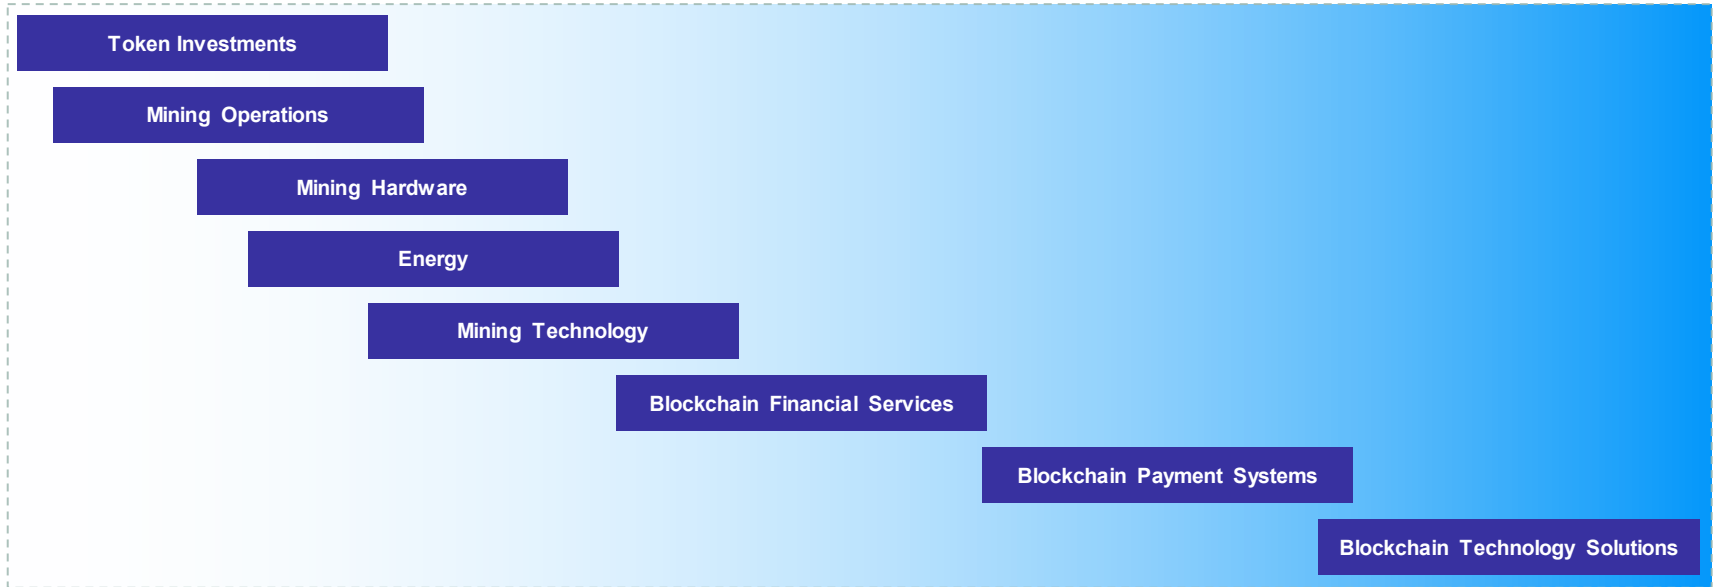 Token Investments
Mining Operations
Mining Hardware
Energy
Mining Technology
Blockchain Financial Services
Blockchain Payment Systems
Blockchain Technology Solutions